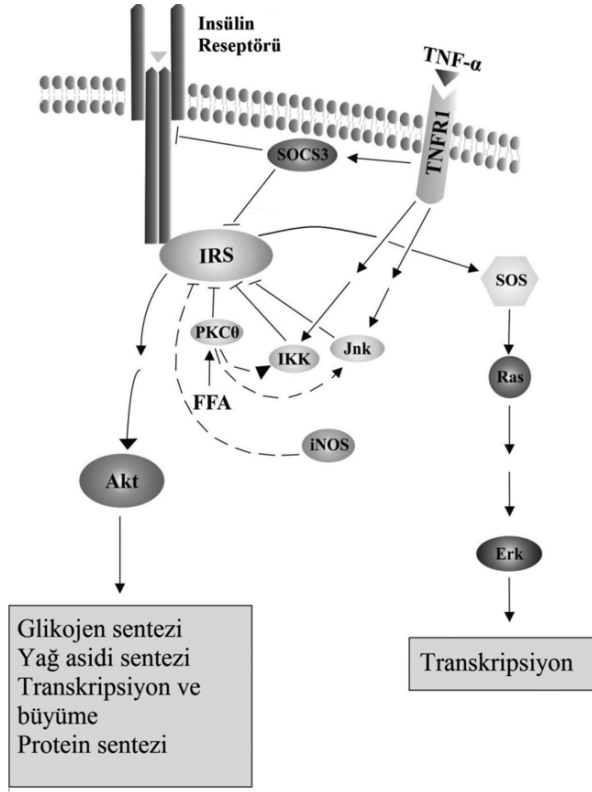 Insülin
Reseptörü
TNF-α
TNFR1
SOCS3
IRS
SOS
PKCθ
IKK
Jnk
Ras
FFA
iNOS
Akt
Erk
Glikojen sentezi
Yağ asidi sentezi
Transkripsiyon ve
büyüme
Protein sentezi
Transkripsiyon